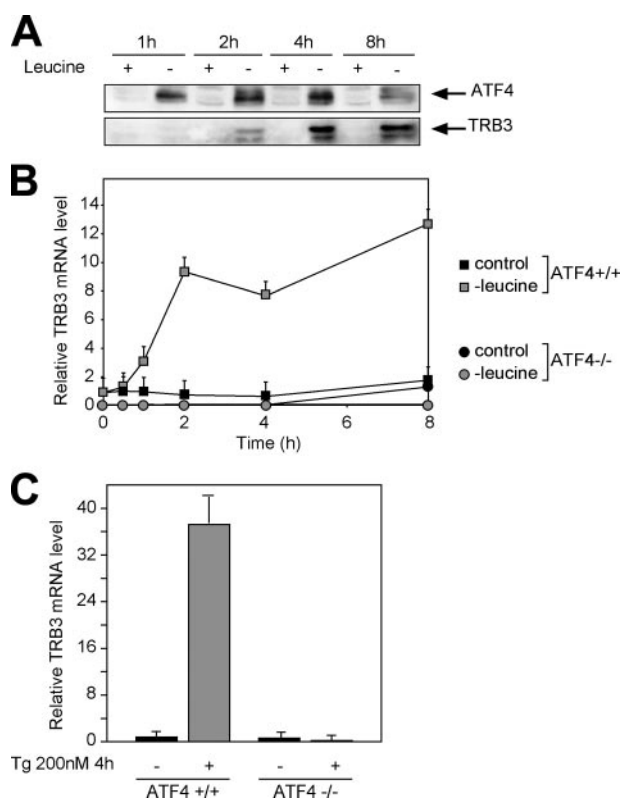 A
1h 2h 4h 8h
Leucine + - + - + - + -
ATF4
TRB3
B
Relative TRB3 mRNA level
14
12
10
8
6
4
2
0
0 2 4 6 8
Time (h)
control
-leucine
ATF4+/+
control
-leucine
ATF4-/-
C
Relative TRB3 mRNA level
40
32
24
16
8
0
Tg 200nM 4h - + - +
ATF4 +/+ ATF4 -/-